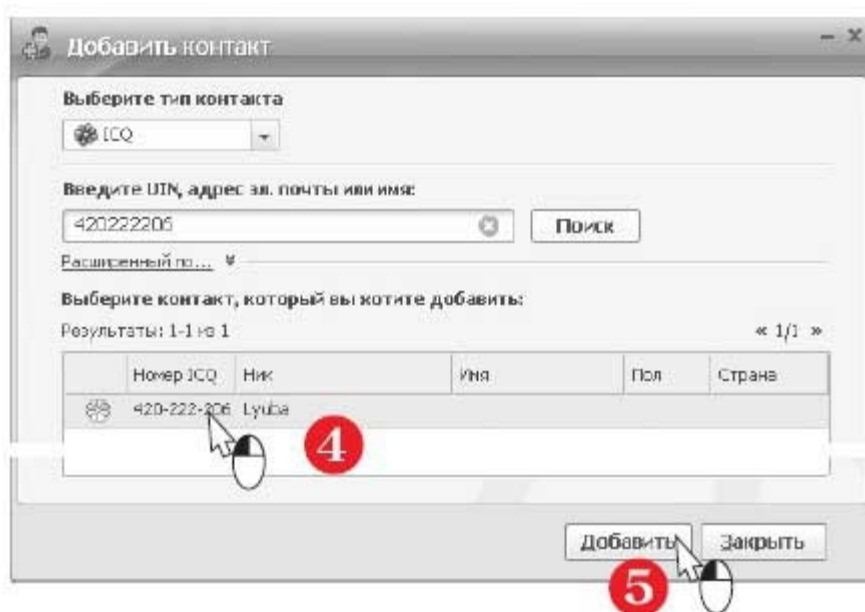 Добавить контакт
Выберите тип контакта
ICQ
Введите UIN, адрес эл. почты или имя:
420222206 Поиск
Расширенный по...
Выберите контакт, который вы хотите добавить:
Результаты: 1-1 из 1 « 1/1 »
Номер ICQ Ник Имя Пол Страна
420-222-206 Lyuba
4
Добавить Закрыть
5